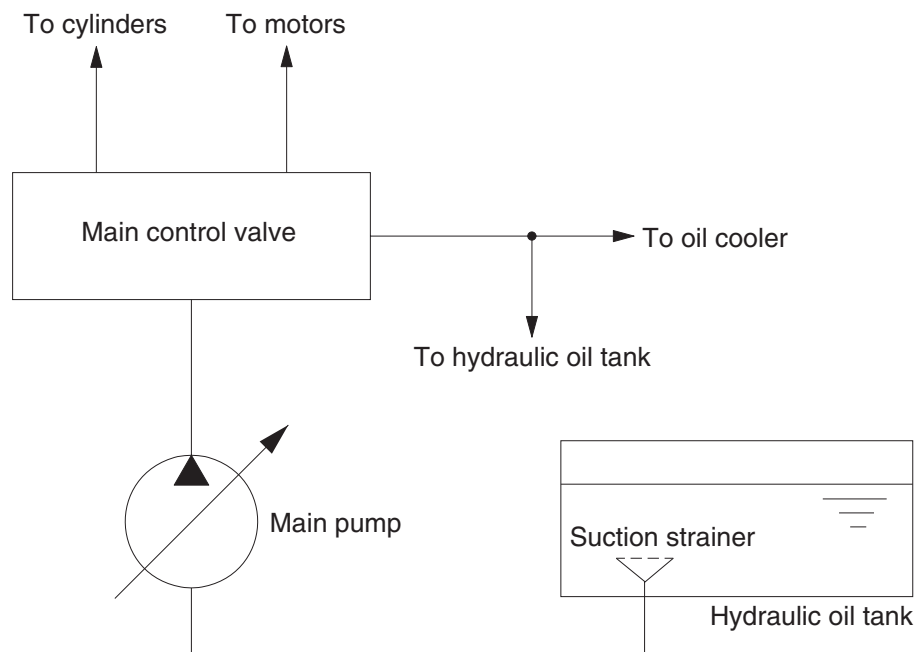 To cylinders
To motors
Main control valve
To oil cooler
To hydraulic oil tank
Main pump
Suction strainer
Hydraulic oil tank